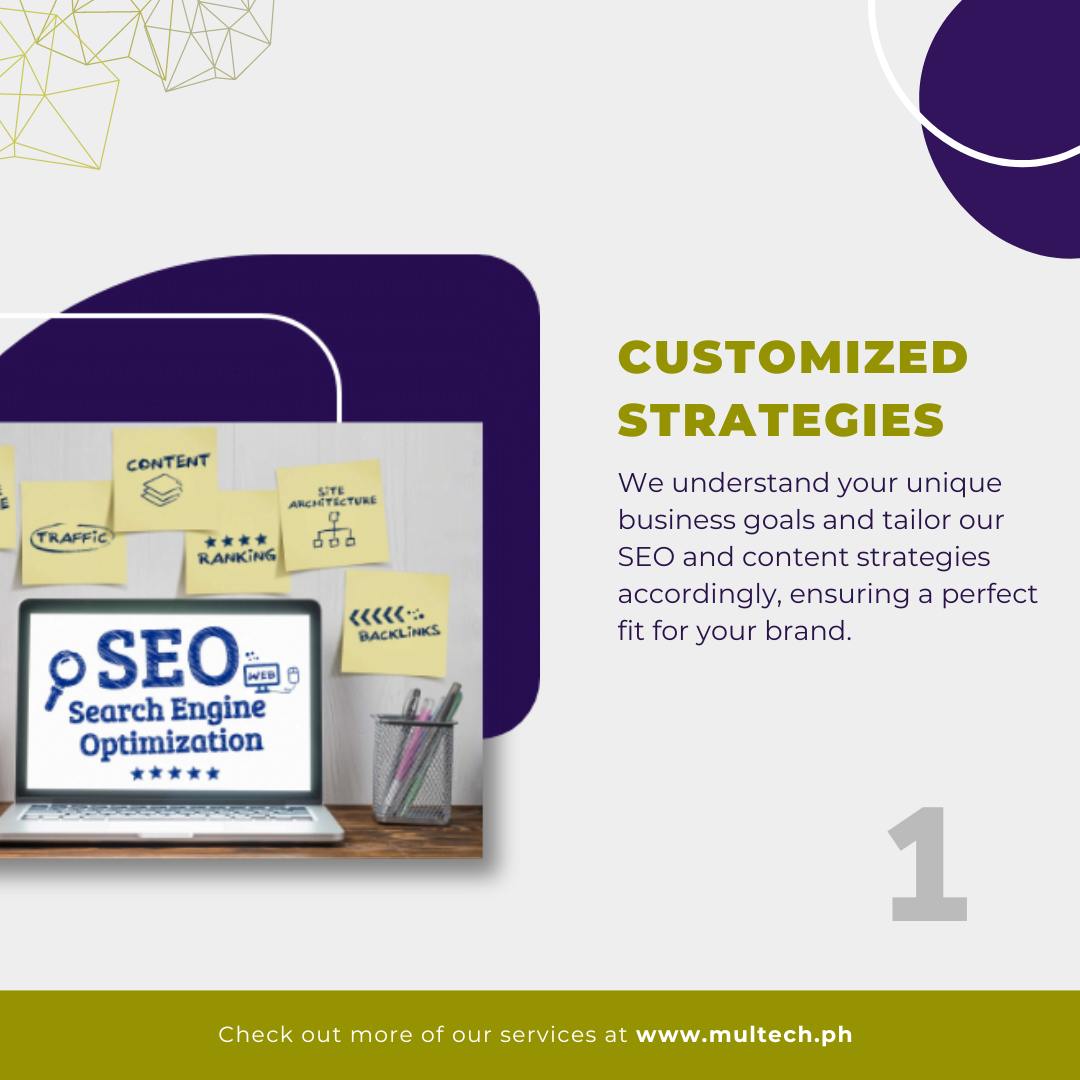 CUSTOMIZED
STRATEGIES
We understand your unique
business goals and tailor our
SEO and content strategies
accordingly, ensuring a perfect
fit for your brand.
CONTENT
TRAFFIC
RANKING
SITE
ARCHITECTURE
BACKLINKS
SEO
WEB
Search Engine
Optimization
1
Check out more of our services at www.multech.ph